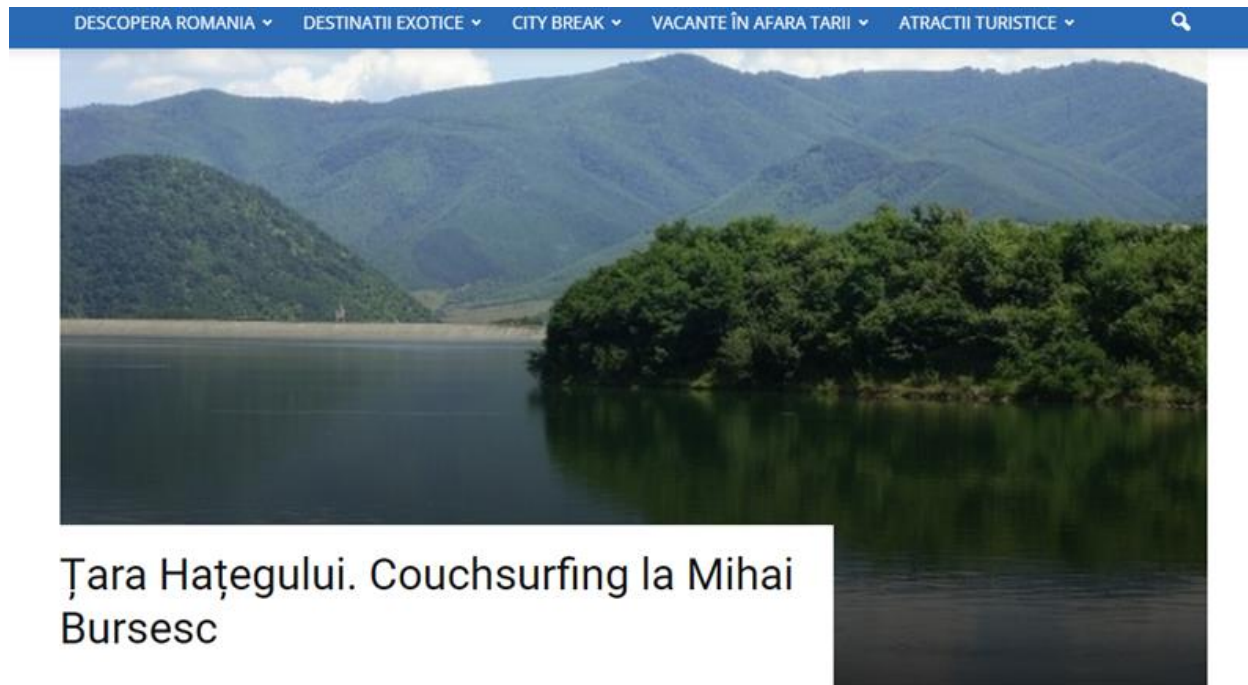 DESCOPERA ROMANIA DESTINATII EXOTICE CITY BREAK VACANTE ÎN AFARA TARII ATRACTII TURISTICE
Țara Hațegului. Couchsurfing la Mihai
Bursesc